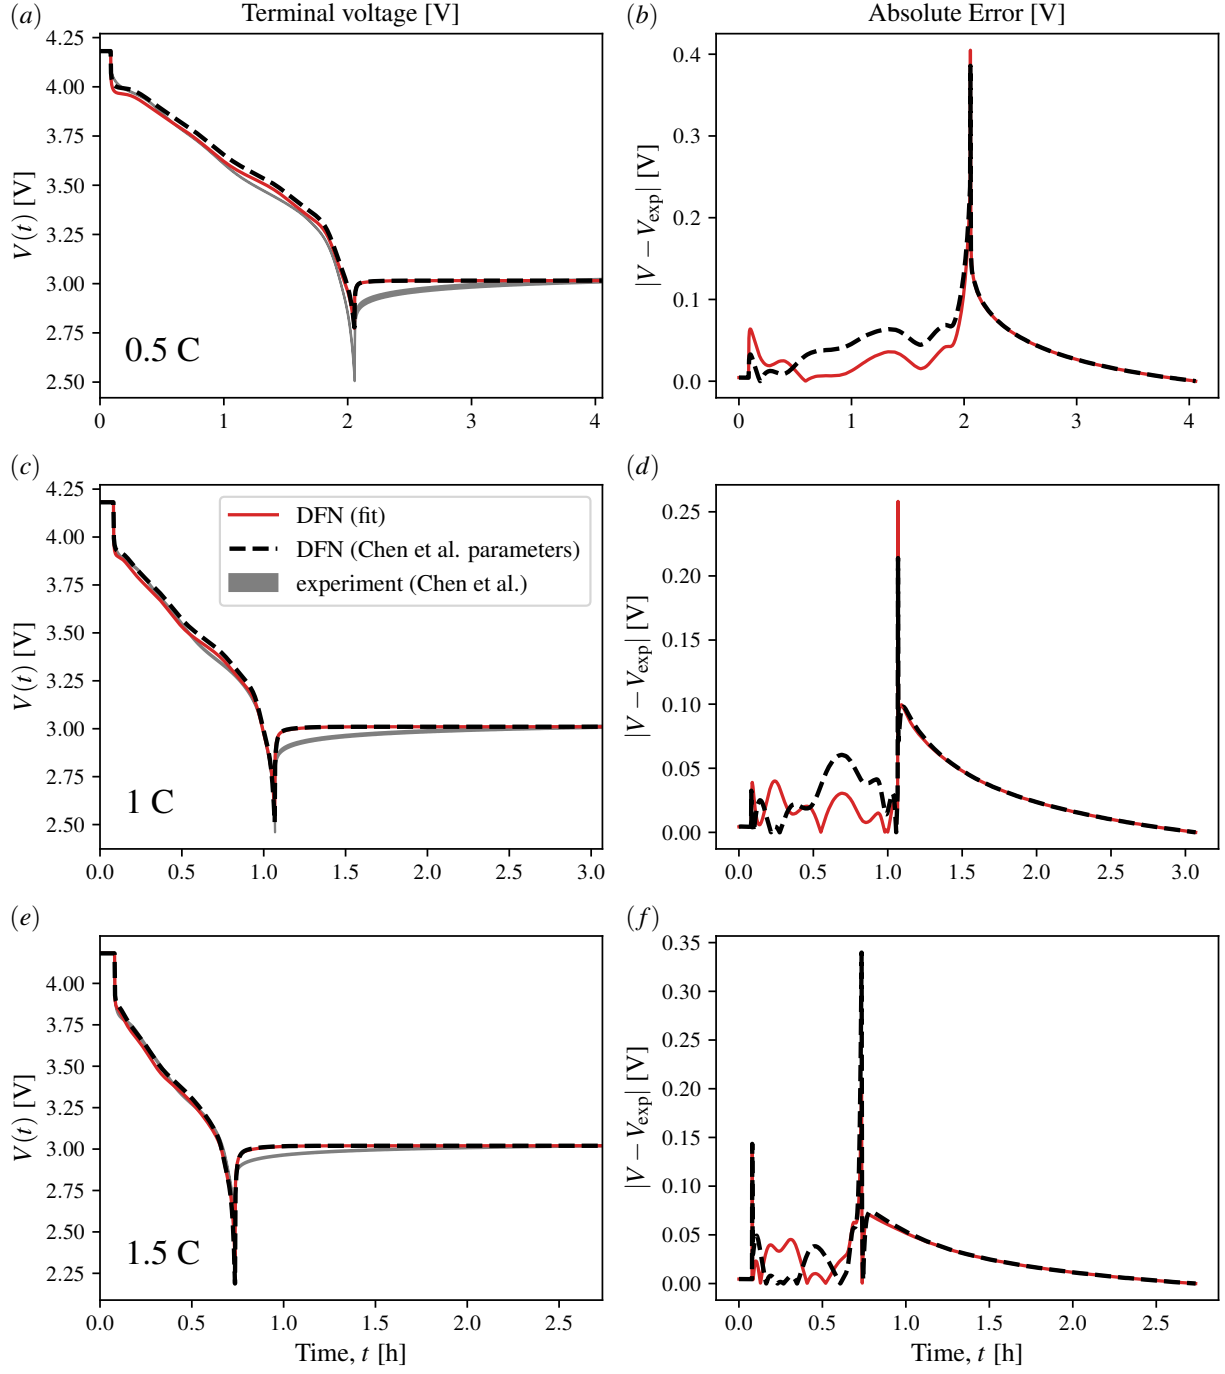 (a) Terminal voltage [V]
(b) Absolute Error [V]
4.25
4.00
3.75
3.50
3.25
3.00
2.75
2.50
V(t) [V]
0.5 C
0 1 2 3 4
0.4
0.3
0.2
0.1
0.0
|V − Vexp| [V]
0 1 2 3 4
(c)
4.25
4.00
3.75
3.50
3.25
3.00
2.75
2.50
V(t) [V]
DFN (fit)
DFN (Chen et al. parameters)
experiment (Chen et al.)
1 C
0.0 0.5 1.0 1.5 2.0 2.5 3.0
(d)
0.25
0.20
0.15
0.10
0.05
0.00
|V − Vexp| [V]
0.0 0.5 1.0 1.5 2.0 2.5 3.0
(e)
4.00
3.75
3.50
3.25
3.00
2.75
2.50
2.25
V(t) [V]
1.5 C
0.0 0.5 1.0 1.5 2.0 2.5
Time, t [h]
(f)
0.35
0.30
0.25
0.20
0.15
0.10
0.05
0.00
|V − Vexp| [V]
0.0 0.5 1.0 1.5 2.0 2.5
Time, t [h]